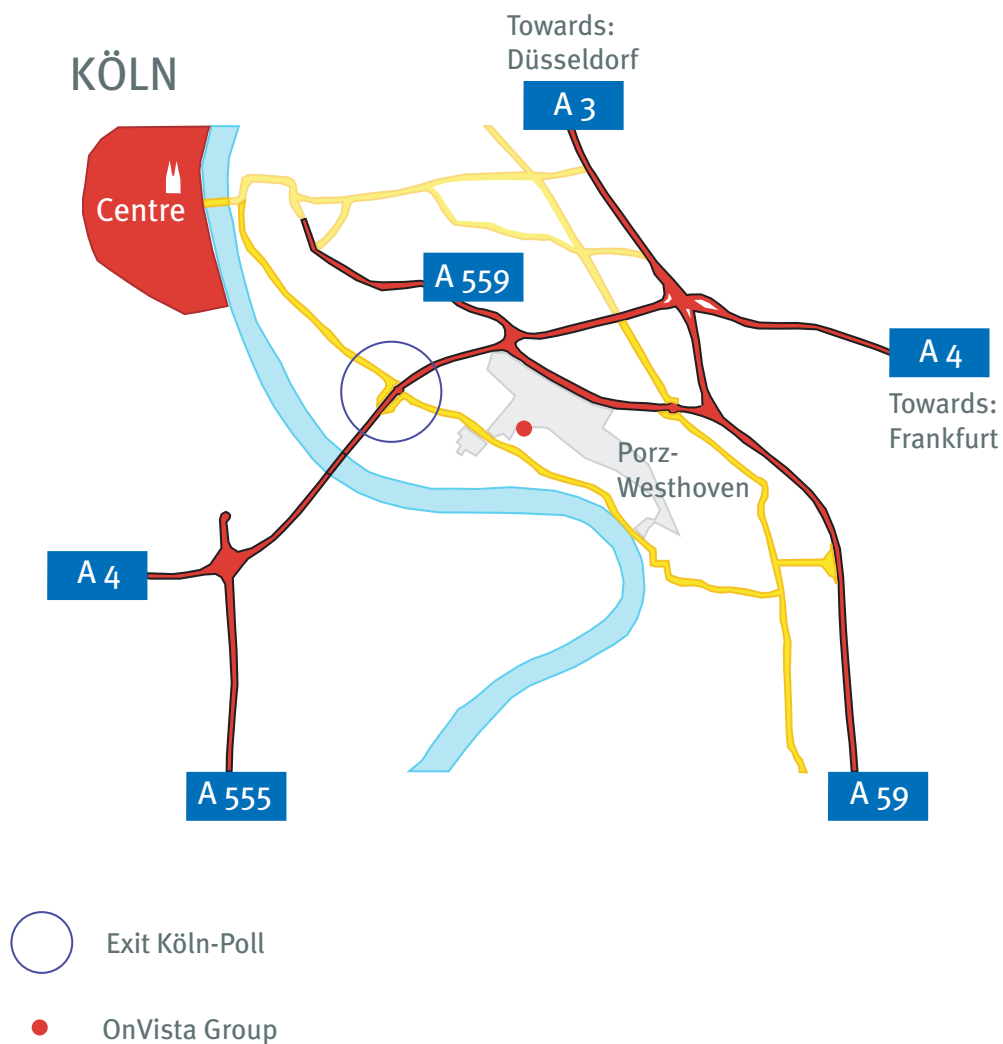 Towards:
Düsseldorf
KÖLN
A 3
Centre
A 559
A 4
Towards:
Frankfurt
Porz-
Westhoven
A 4
A 555
A 59
Exit Köln-Poll
OnVista Group